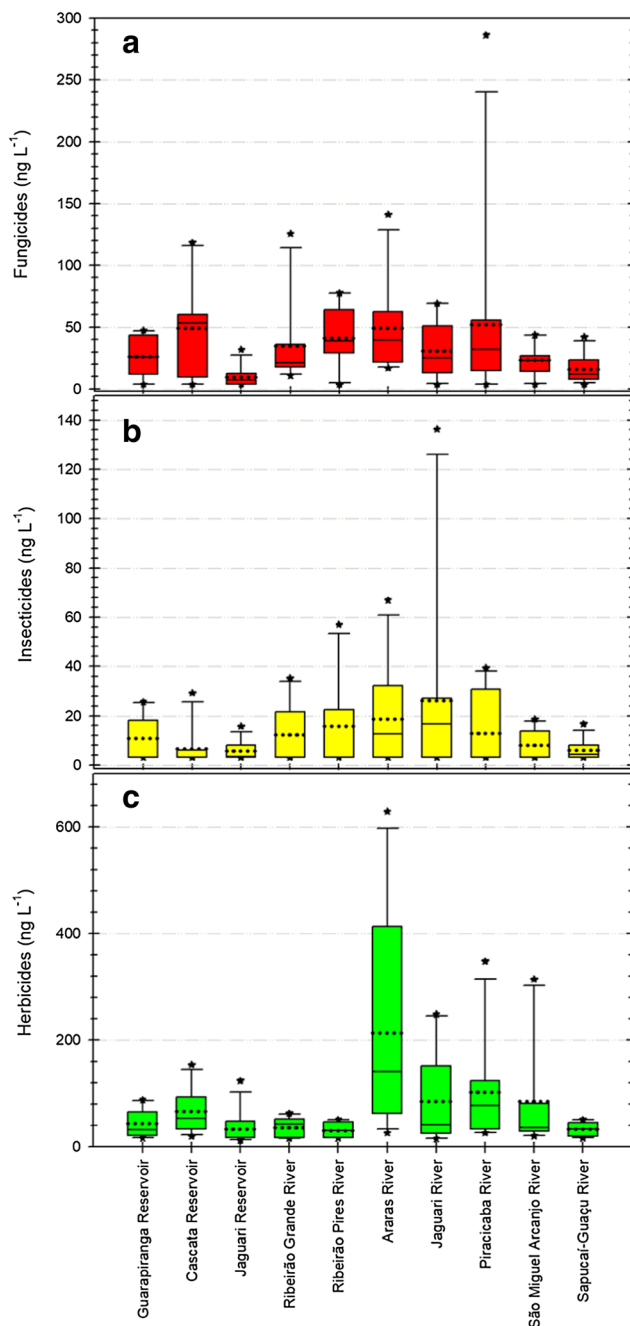 a
Fungicides (ng L⁻¹)
300
250
200
150
100
50
0
b
Insecticides (ng L⁻¹)
140
120
100
80
60
40
20
0
c
Herbicides (ng L⁻¹)
600
400
200
0
Guarapiranga Reservoir
Cascata Reservoir
Jaguari Reservoir
Ribeirão Grande River
Ribeirão Pires River
Araras River
Jaguari River
Piracicaba River
São Miguel Arcanjo River
Sapucaí-Guaçu River